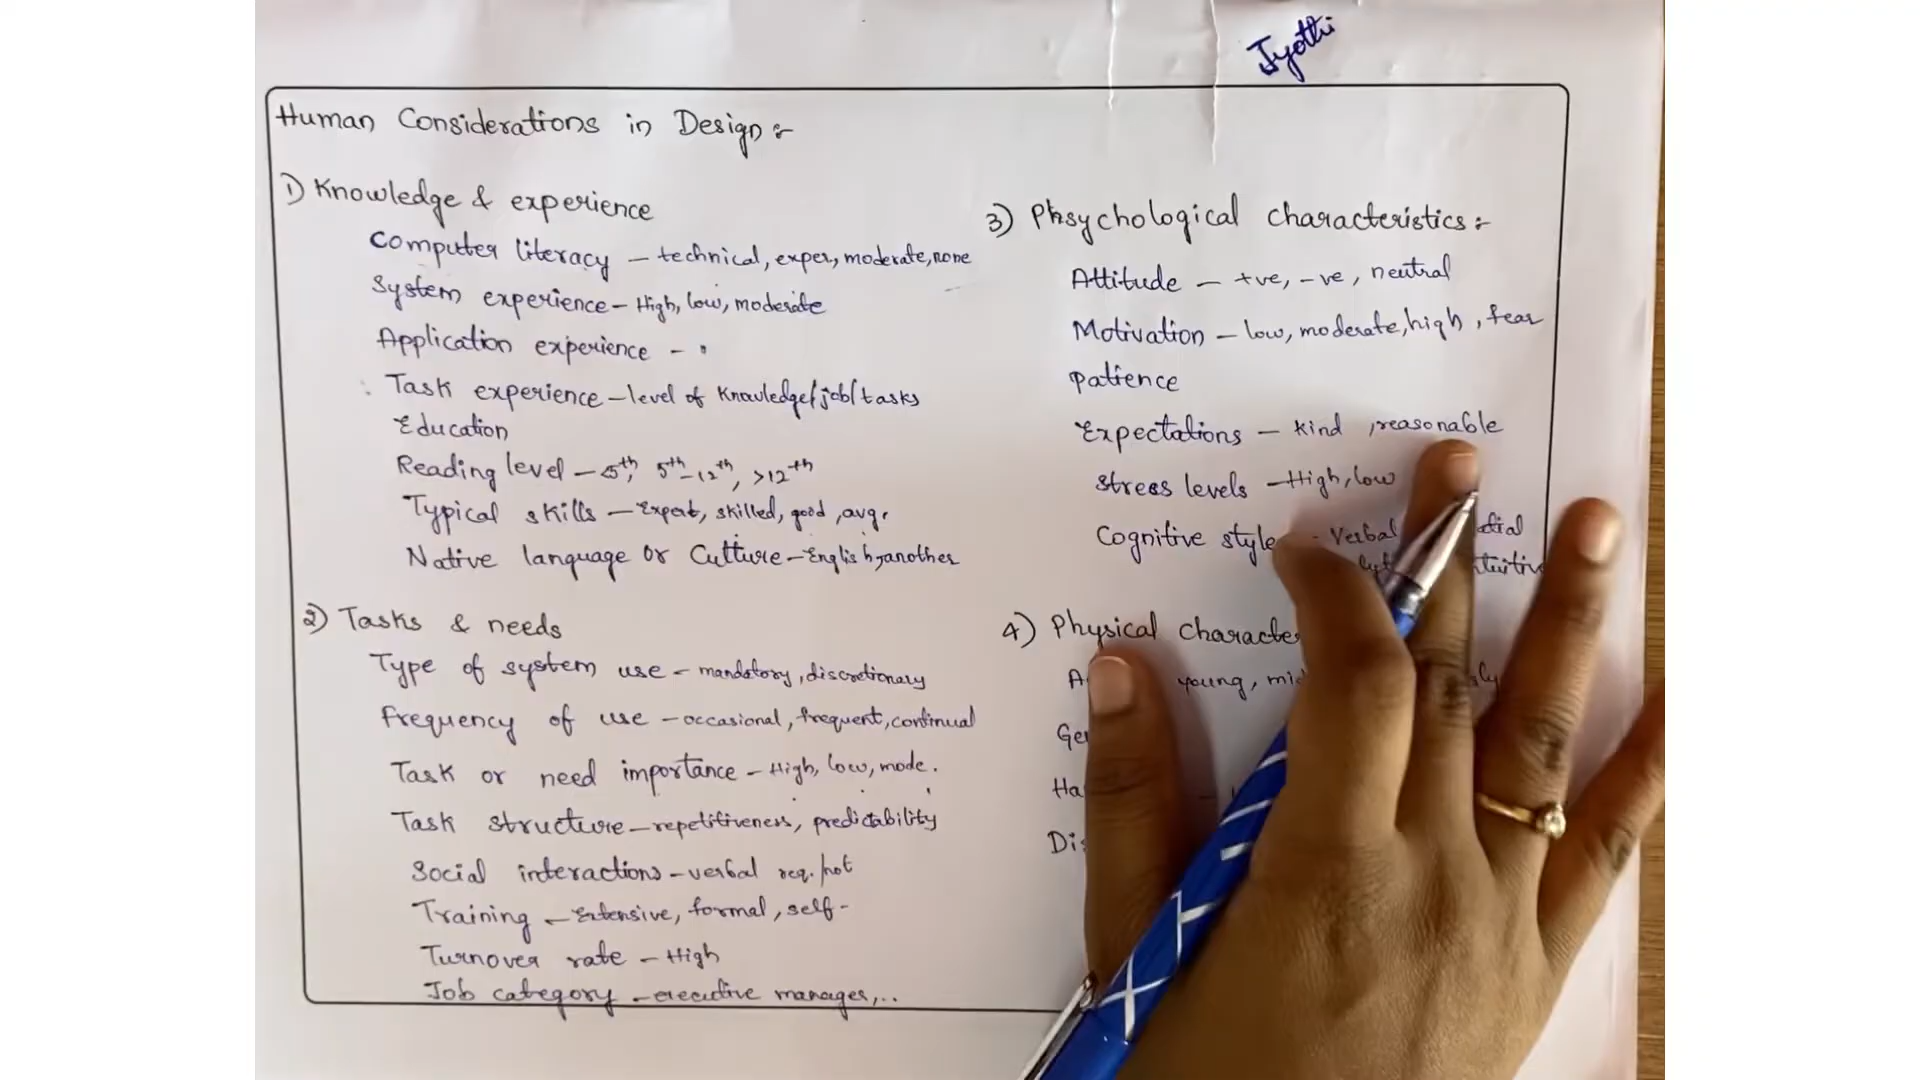 Jyothi
Human Considerations in Design:-
1) Knowledge & experience
Computer literacy - technical, exper, moderate, none
System experience - High, low, moderate
Application experience - "
Task experience - level of knowledge/job/tasks
Education
Reading level - <5th, 5th-12th, >12th
Typical skills - Expert, skilled, good, avg.
Native language or Culture - English, another
2) Tasks & needs
Type of system use - mandatory, discretionary
Frequency of use - occasional, frequent, continual
Task or need importance - High, low, mode.
Task structure - repetitiveness, predictability
Social interactions - verbal req./not
Training - Extensive, formal, self-
Turnover rate - High
Job category - executive manages,..
3) Phsychological characteristics:-
Attitude - +ve, -ve, neutral
Motivation - low, moderate, high, fear
patience
Expectations - kind, reasonable
stress levels - High, low
Cognitive style - Verbal
4) Physical
young,